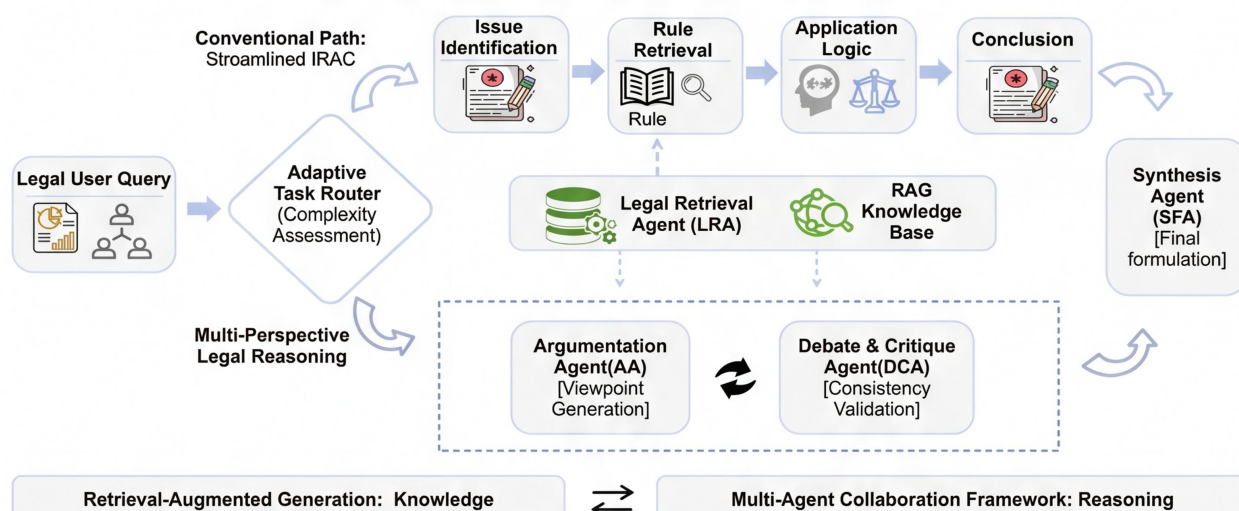 Conventional Path:
Streamlined IRAC
Issue
Identification
Rule
Retrieval
Rule
Application
Logic
Conclusion
Legal User Query
Adaptive
Task Router
(Complexity
Assessment)
Legal Retrieval
Agent (LRA)
RAG
Knowledge
Base
Synthesis
Agent
(SFA)
[Final
formulation]
Multi-Perspective
Legal Reasoning
Argumentation
Agent(AA)
[Viewpoint
Generation]
Debate & Critique
Agent(DCA)
[Consistency
Validation]
Retrieval-Augmented Generation: Knowledge
Multi-Agent Collaboration Framework: Reasoning